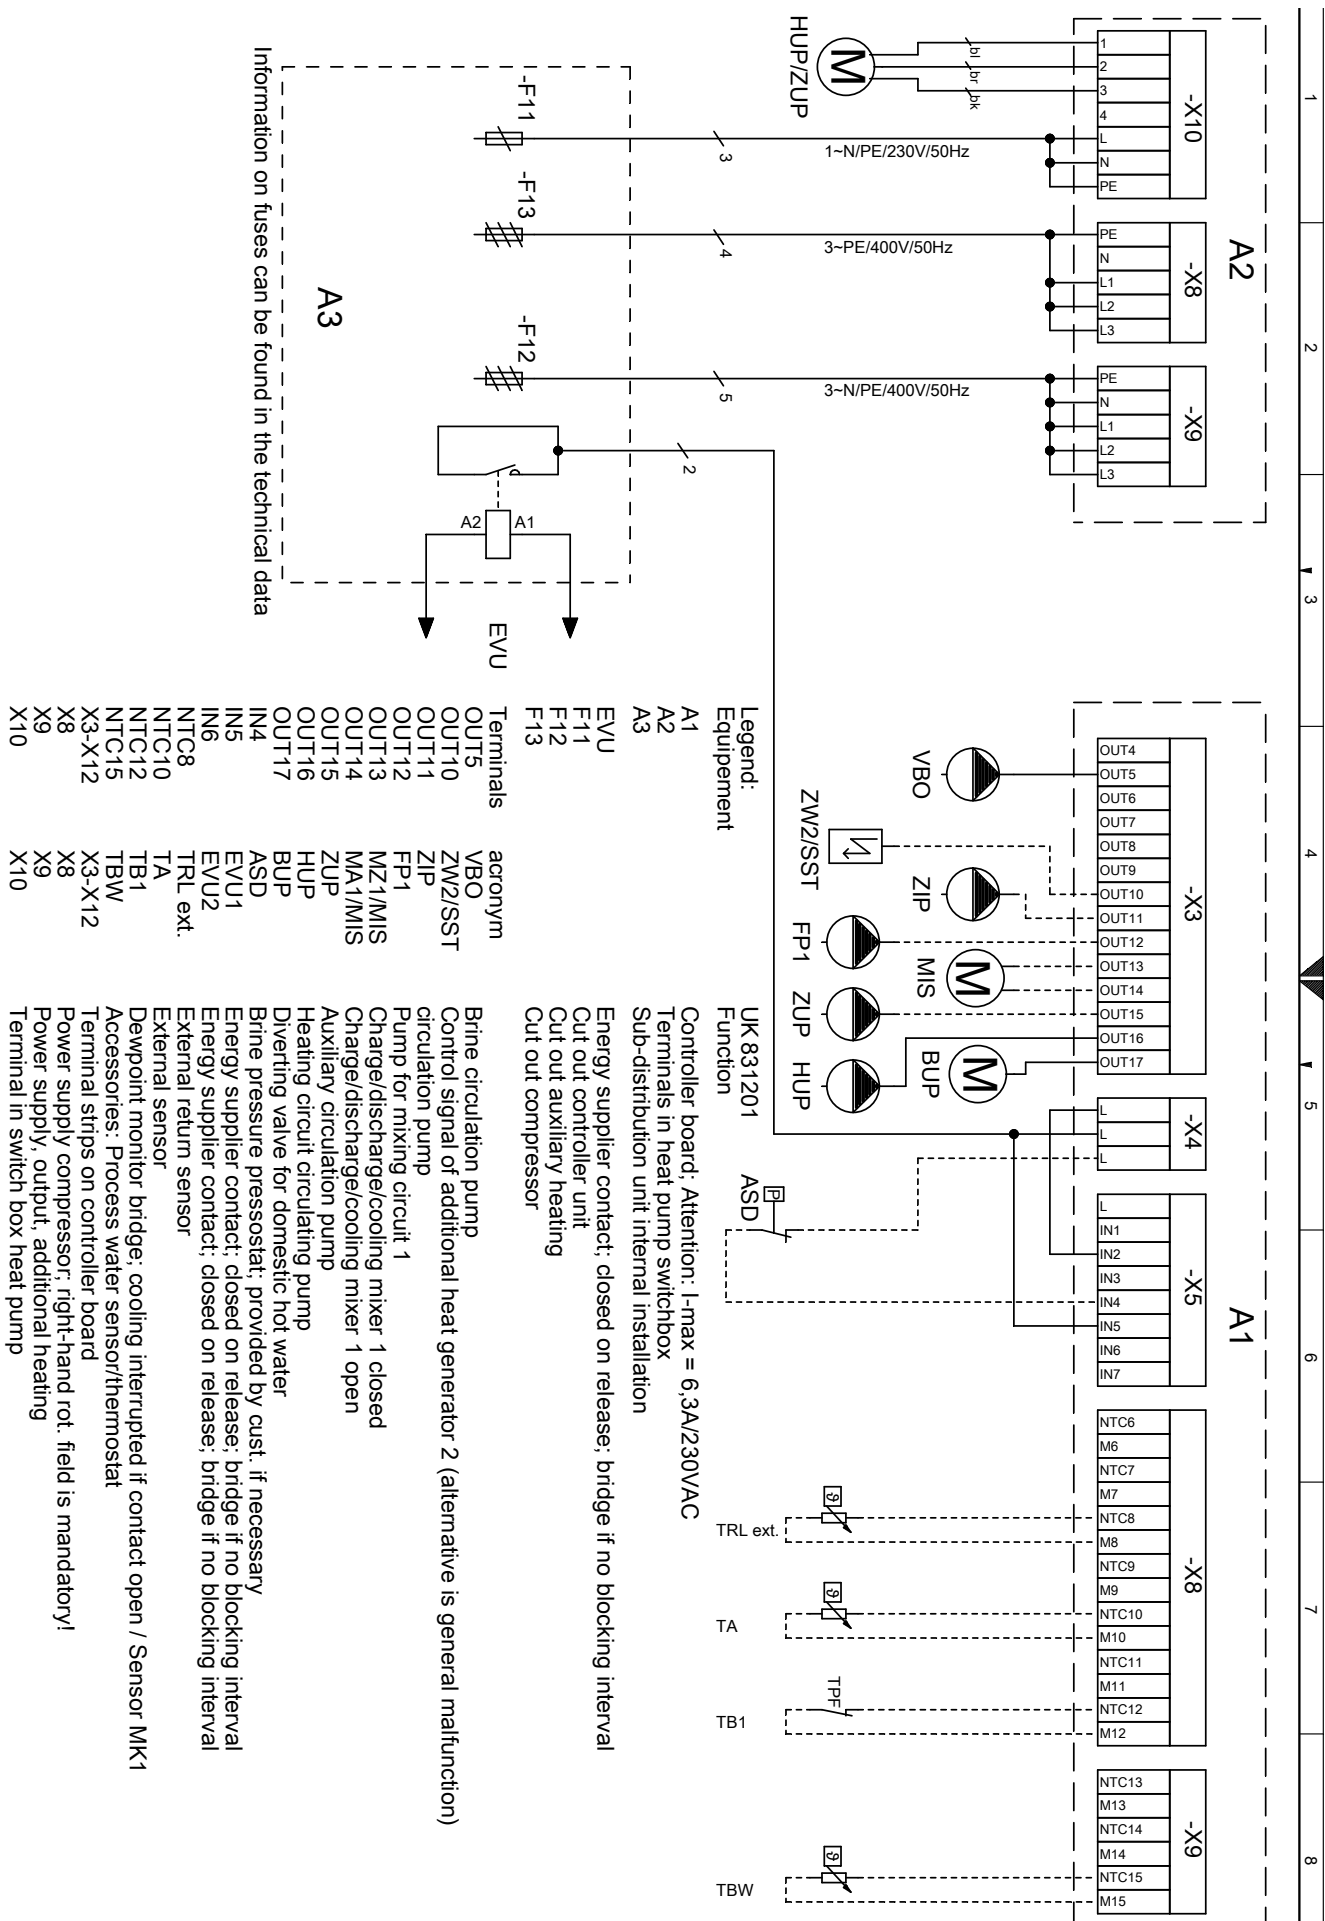 1
2
3
4
5
6
7
8
A2
-X10
1
2
3
4
L
N
PE
-X8
PE
N
L1
L2
L3
-X9
PE
N
L1
L2
L3
bl
br
bk
M
HUP/ZUP
1~N/PE/230V/50Hz
3
3~PE/400V/50Hz
4
3~N/PE/400V/50Hz
5
2
-F11
-F13
-F12
A3
A2
A1
EVU
Information on fuses can be found in the technical data
A1
-X3
OUT4
OUT5
OUT6
OUT7
OUT8
OUT9
OUT10
OUT11
OUT12
OUT13
OUT14
OUT15
OUT16
OUT17
-X4
L
L
L
-X5
L
IN1
IN2
IN3
IN4
IN5
IN6
IN7
-X8
NTC6
M6
NTC7
M7
NTC8
M8
NTC9
M9
NTC10
M10
NTC11
M11
NTC12
M12
-X9
NTC13
M13
NTC14
M14
NTC15
M15
VBO
ZW2/SST
ZIP
FP1
M
MIS
ZUP
HUP
M
BUP
P
ASD
ϑ
TRL ext.
ϑ
TA
TPF
TB1
ϑ
TBW
Legend: UK 831201
Equipement Function
A1 Controller board; Attention: I-max = 6,3A/230VAC
A2 Terminals in heat pump switchbox
A3 Sub-distribution unit internal installation
EVU Energy supplier contact; closed on release; bridge if no blocking interval
F11 Cut out controller unit
F12 Cut out auxiliary heating
F13 Cut out compressor
Terminals acronym
OUT5 VBO Brine circulation pump
OUT10 ZW2/SST Control signal of additional heat generator 2 (alternative is general malfunction)
OUT11 ZIP circulation pump
OUT12 FP1 Pump for mixing circuit 1
OUT13 MZ1/MIS Charge/discharge/cooling mixer 1 closed
OUT14 MA1/MIS Charge/discharge/cooling mixer 1 open
OUT15 ZUP Auxiliary circulation pump
OUT16 HUP Heating circuit circulating pump
OUT17 BUP Diverting valve for domestic hot water
IN4 ASD Brine pressure pressostat; provided by cust. if necessary
IN5 EVU1 Energy supplier contact; closed on release; bridge if no blocking interval
IN6 EVU2 Energy supplier contact; closed on release; bridge if no blocking interval
NTC8 TRL ext. External return sensor
NTC10 TA External sensor
NTC12 TB1 Dewpoint monitor bridge; cooling interrupted if contact open / Sensor MK1
NTC15 TBW Accessories: Process water sensor/thermostat
X3-X12 X3-X12 Terminal strips on controller board
X8 X8 Power supply compressor; right-hand rot. field is mandatory!
X9 X9 Power supply, output, additional heating
X10 X10 Terminal in switch box heat pump